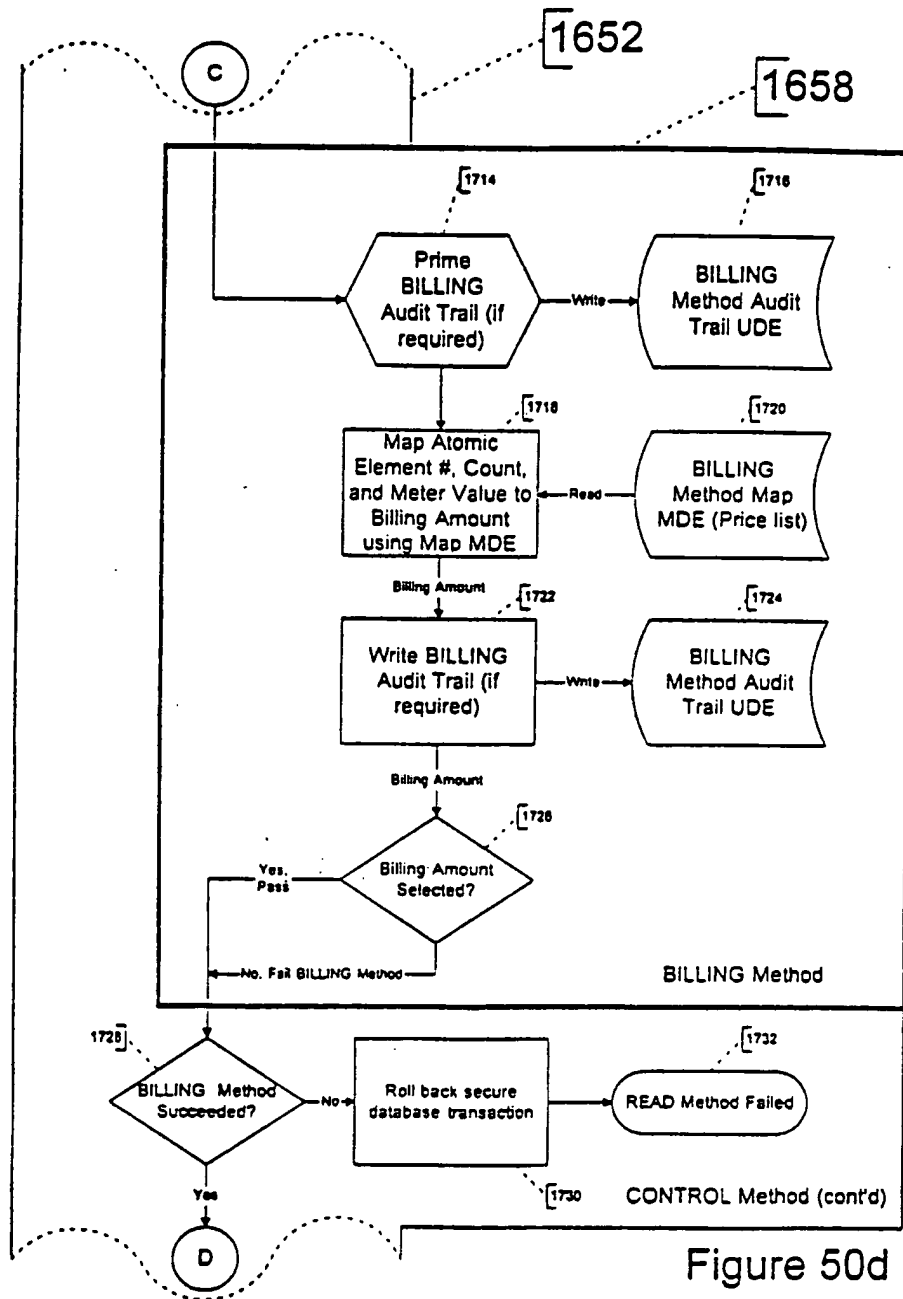 1652
C
1658
1714
1716
Prime
BILLING
Audit Trail (if
required)
Write
BILLING
Method Audit
Trail UDE
1718
1720
Map Atomic
Element #, Count,
and Meter Value to
Billing Amount
using Map MDE
Read
BILLING
Method Map
MDE (Price list)
Billing Amount
1722
1724
Write BILLING
Audit Trail (if
required)
Write
BILLING
Method Audit
Trail UDE
Billing Amount
1726
Billing Amount
Selected?
Yes,
Pass
No, Fail BILLING Method
BILLING Method
1728
1732
BILLING Method
Succeeded?
No
Roll back secure
database transaction
READ Method Failed
Yes
1730
CONTROL Method (cont'd)
D
Figure 50d